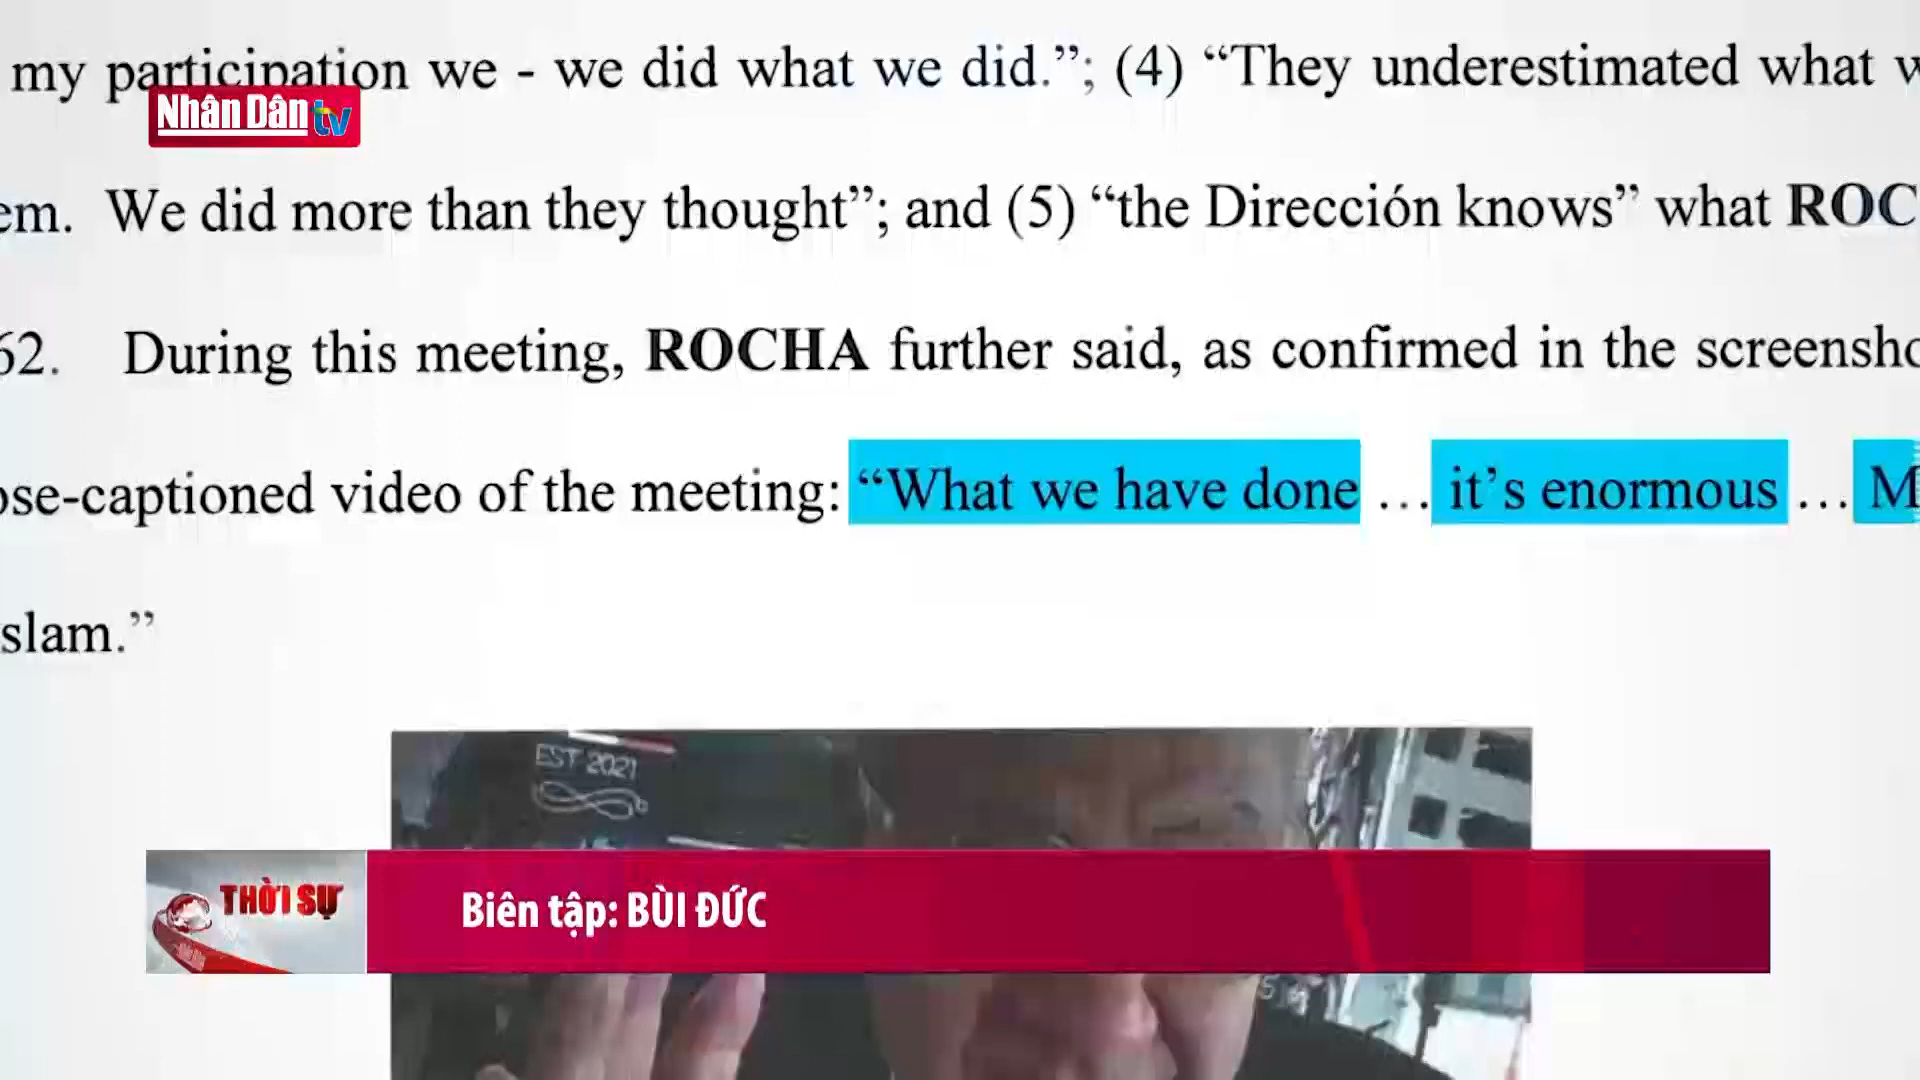 my participation we - we did what we did.”; (4) “They underestimated what
Nhân Dân tv
em. We did more than they thought”; and (5) “the Dirección knows” what ROC
62. During this meeting, ROCHA further said, as confirmed in the
ose-captioned video of the meeting: “What we have done … it’s enormous … M
slam.”
EST 2021
THỜI SỰ
Biên tập: BÙI ĐỨC